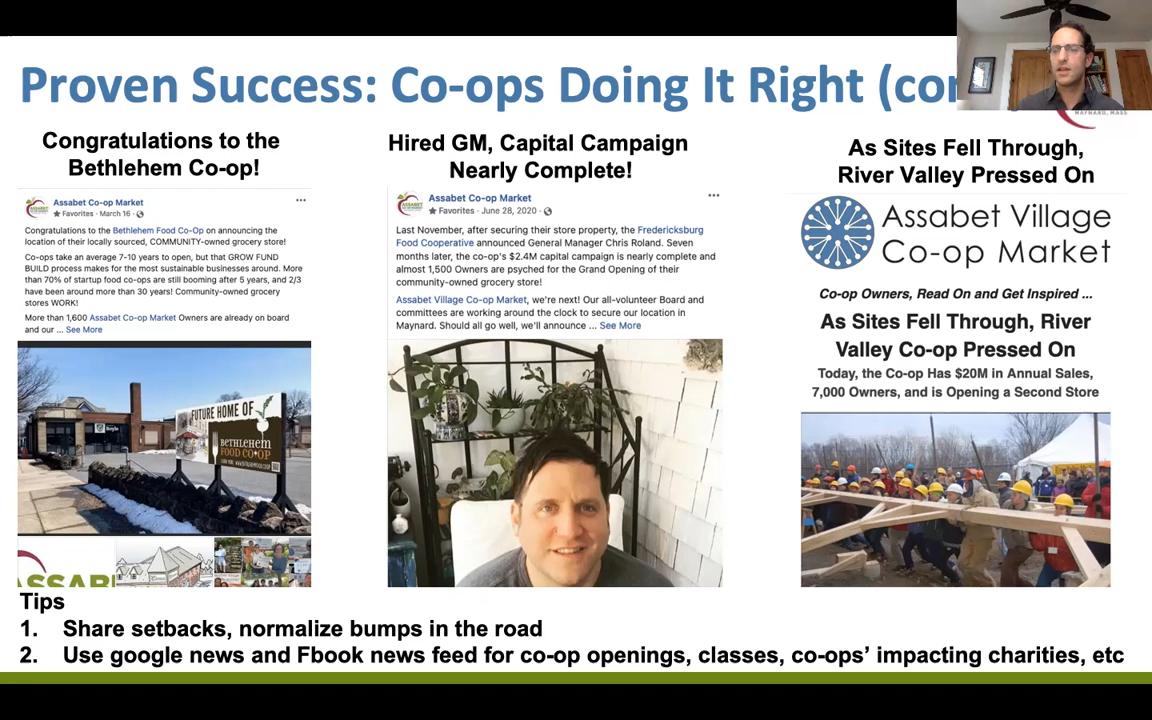 Proven Success: Co-ops Doing It Right (con
MAYNARD, MASS
Congratulations to the
Bethlehem Co-op!
Assabet Co-op Market
Favorites · March 16 ·
Congratulations to the Bethlehem Food Co-Op on announcing the
location of their locally sourced, COMMUNITY-owned grocery store!
Co-ops take an average 7-10 years to open, but that GROW FUND
BUILD process makes for the most sustainable businesses around. More
than 70% of startup food co-ops are still booming after 5 years, and 2/3
have been around more than 30 years! Community-owned grocery
stores WORK!
More than 1,600 Assabet Co-op Market Owners are already on board
and our ... See More
FUTURE HOME OF
BETHLEHEM
FOOD CO-OP
ASSABE
Hired GM, Capital Campaign
Nearly Complete!
Assabet Co-op Market
Favorites · June 28, 2020 ·
Last November, after securing their store property, the Fredericksburg
Food Cooperative announced General Manager Chris Roland. Seven
months later, the co-op's $2.4M capital campaign is nearly complete and
almost 1,500 Owners are psyched for the Grand Opening of their
community-owned grocery store!
Assabet Village Co-op Market, we're next! Our all-volunteer Board and
committees are working around the clock to secure our location in
Maynard. Should all go well, we'll announce ... See More
As Sites Fell Through,
River Valley Pressed On
Assabet Village
Co-op Market
Co-op Owners, Read On and Get Inspired ...
As Sites Fell Through, River
Valley Co-op Pressed On
Today, the Co-op Has $20M in Annual Sales,
7,000 Owners, and is Opening a Second Store
Tips
1. Share setbacks, normalize bumps in the road
2. Use google news and Fbook news feed for co-op openings, classes, co-ops' impacting charities, etc